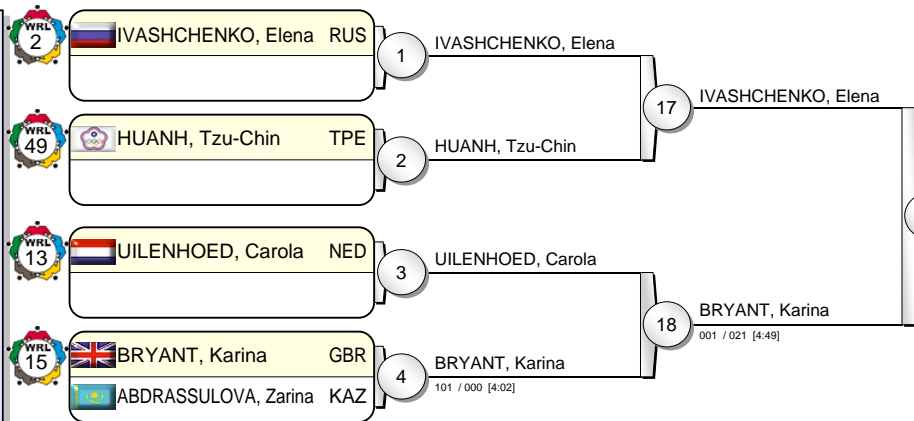 WRL 2 IVASHCHENKO, Elena RUS
1 IVASHCHENKO, Elena
17 IVASHCHENKO, Elena
WRL 49 HUANH, Tzu-Chin TPE
2 HUANH, Tzu-Chin
WRL 13 UILENHOED, Carola NED
3 UILENHOED, Carola
18 BRYANT, Karina
001 / 021 [4:49]
WRL 15 BRYANT, Karina GBR
4 BRYANT, Karina
101 / 000 [4:02]
ABDRASSULOVA, Zarina KAZ